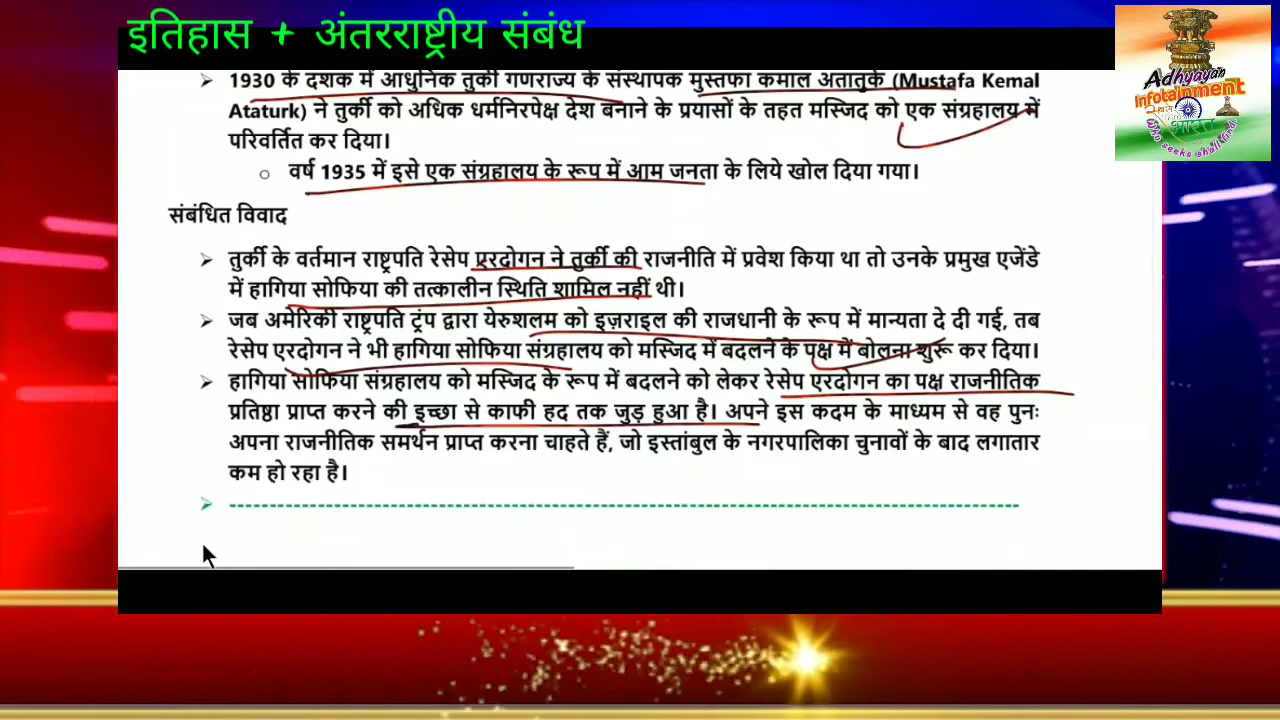 इतिहास + अंतरराष्ट्रीय संबंध
Adhyayan
Infotainment
भारत
Who seeks shall find
➢ 1930 के दशक में आधुनिक तुर्की गणराज्य के संस्थापक मुस्तफा कमाल अतातुर्क (Mustafa Kemal
Ataturk) ने तुर्की को अधिक धर्मनिरपेक्ष देश बनाने के प्रयासों के तहत मस्जिद को एक संग्रहालय में
परिवर्तित कर दिया।
○ वर्ष 1935 में इसे एक संग्रहालय के रूप में आम जनता के लिये खोल दिया गया।
संबंधित विवाद
➢ तुर्की के वर्तमान राष्ट्रपति रेसेप एरदोगन ने तुर्की की राजनीति में प्रवेश किया था तो उनके प्रमुख एजेंडे
में हागिया सोफिया की तत्कालीन स्थिति शामिल नहीं थी।
➢ जब अमेरिकी राष्ट्रपति ट्रंप द्वारा येरुशलम को इज़राइल की राजधानी के रूप में मान्यता दे दी गई, तब
रेसेप एरदोगन ने भी हागिया सोफिया संग्रहालय को मस्जिद में बदलने के पक्ष में बोलना शुरू कर दिया।
➢ हागिया सोफिया संग्रहालय को मस्जिद के रूप में बदलने को लेकर रेसेप एरदोगन का पक्ष राजनीतिक
प्रतिष्ठा प्राप्त करने की इच्छा से काफी हद तक जुड़ हुआ है। अपने इस कदम के माध्यम से वह पुनः
अपना राजनीतिक समर्थन प्राप्त करना चाहते हैं, जो इस्तांबुल के नगरपालिका चुनावों के बाद लगातार
कम हो रहा है।